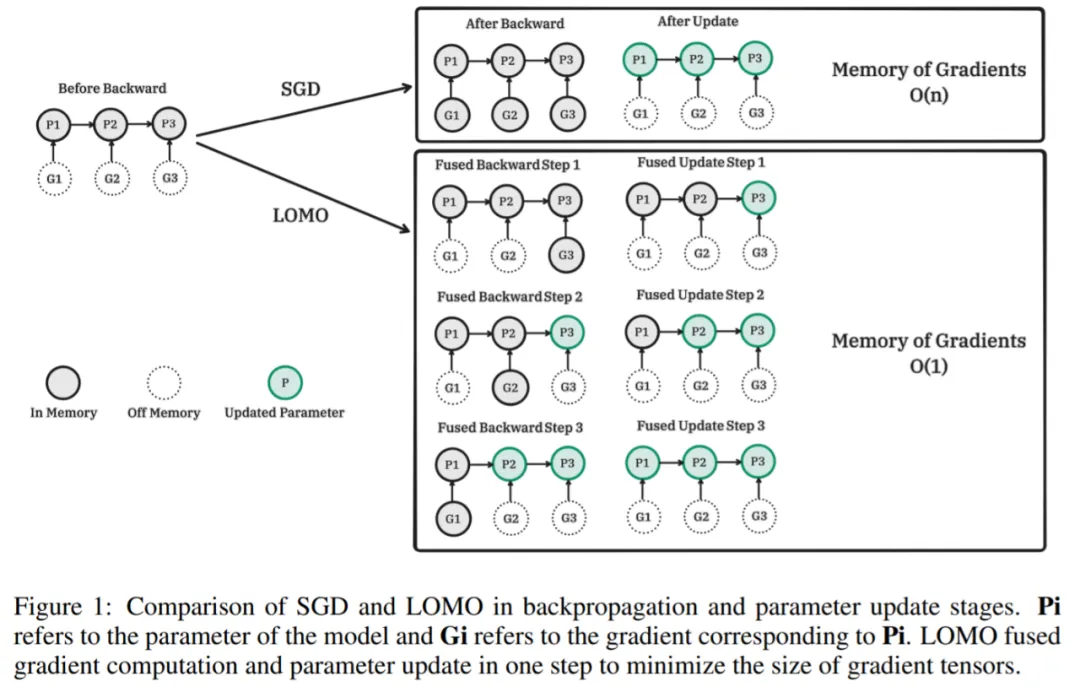 Before Backward
P1 P2 P3
G1 G2 G3
SGD
LOMO
After Backward
P1 P2 P3
G1 G2 G3
After Update
P1 P2 P3
G1 G2 G3
Memory of Gradients
O(n)
Fused Backward Step 1
P1 P2 P3
G1 G2 G3
Fused Update Step 1
P1 P2 P3
G1 G2 G3
Fused Backward Step 2
P1 P2 P3
G1 G2 G3
Fused Update Step 2
P1 P2 P3
G1 G2 G3
Fused Backward Step 3
P1 P2 P3
G1 G2 G3
Fused Update Step 3
P1 P2 P3
G1 G2 G3
Memory of Gradients
O(1)
P
In Memory
Off Memory
Updated Parameter
Figure 1: Comparison of SGD and LOMO in backpropagation and parameter update stages. Pi
refers to the parameter of the model and Gi refers to the gradient corresponding to Pi. LOMO fused
gradient computation and parameter update in one step to minimize the size of gradient tensors.